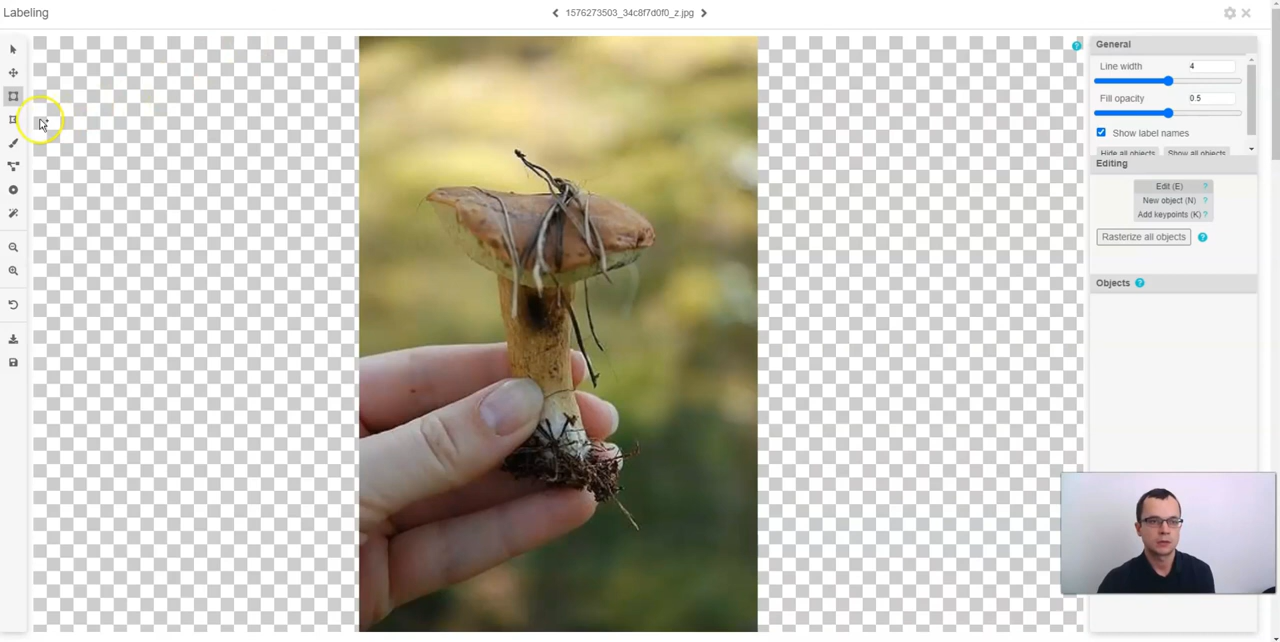 Labeling
1576273503_34c8f7d0f0_z.jpg
General
Line width 4
Fill opacity 0.5
Show label names
Hide all objects Show all objects
Editing
Edit (E) ?
New object (N) ?
Add keypoints (K) ?
Rasterize all objects ?
Objects ?
?